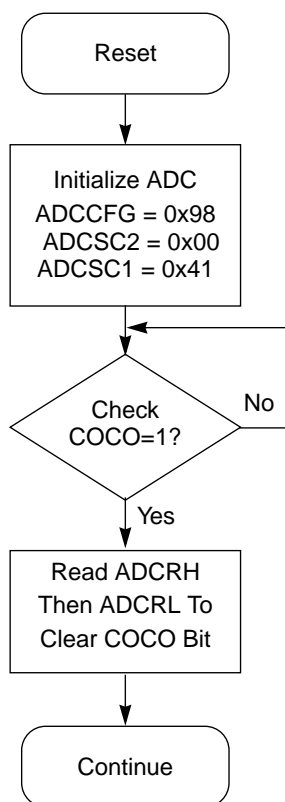 Reset
Initialize ADC
ADCCFG = 0x98
ADCSC2 = 0x00
ADCSC1 = 0x41
Check
COCO=1?
No
Yes
Read ADCRH
Then ADCRL To
Clear COCO Bit
Continue